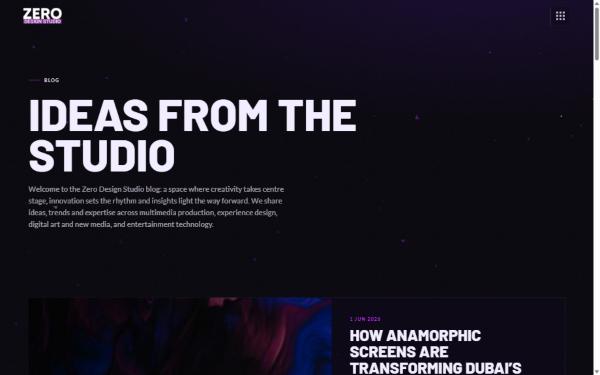 ZERO
DESIGN STUDIO
BLOG
IDEAS FROM THE
STUDIO
Welcome to the Zero Design Studio blog: a space where creativity takes centre
stage, innovation sets the rhythm and insights light the way forward. We share
ideas, trends and expertise across multimedia production, experience design,
digital art and new media, and entertainment technology.
1 JUN 2026
HOW ANAMORPHIC
SCREENS ARE
TRANSFORMING DUBAI'S